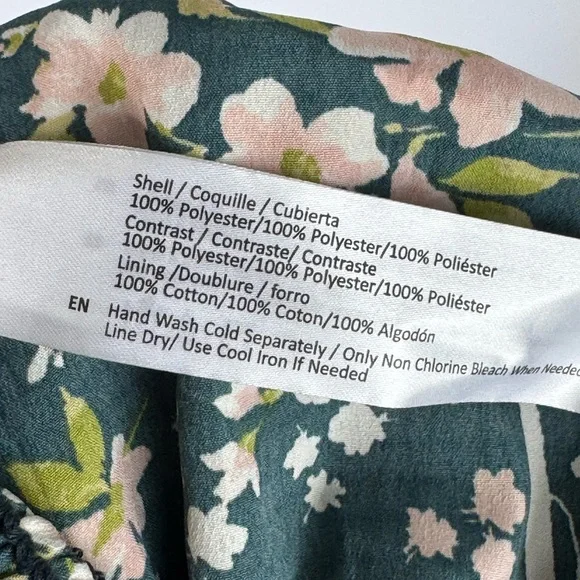 Shell / Coquille / Cubierta
100% Polyester/100% Polyester/100% Poliéster
Contrast / Contraste/ Contraste
100% Polyester/100% Polyester/100% Poliéster
Lining /Doublure / forro
100% Cotton/100% Coton/100% Algodón
EN Hand Wash Cold Separately / Only Non Chlorine Bleach When Needed
Line Dry/ Use Cool Iron If Needed